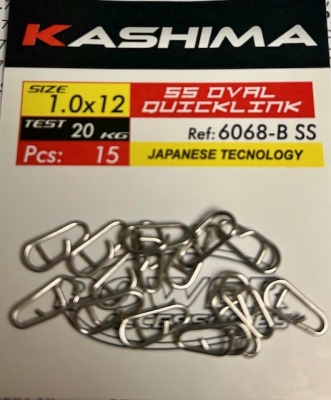 KASHIMA
SIZE
1.0x12
SS OVAL
QUICKLINK
TEST
20 KG
Ref: 6068-B SS
Pcs: 15
JAPANESE TECNOLOGY